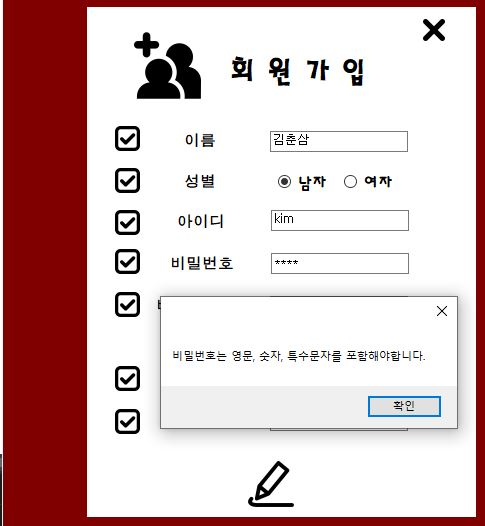 회 원 가 입
이름
김춘삼
성별
남자 여자
아이디
kim
비밀번호
****
비밀번호는 영문, 숫자, 특수문자를 포함해야합니다.
확인